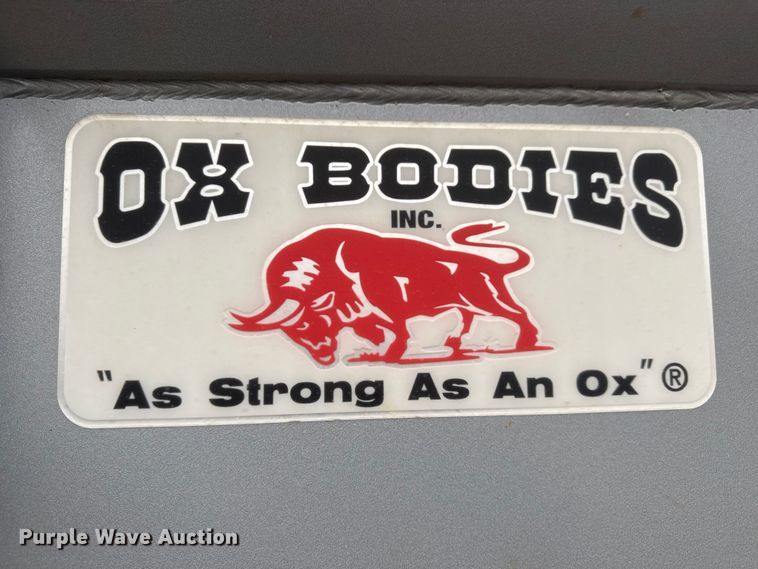 OX BODIES
INC.
"As Strong As An Ox" ®
Purple Wave Auction